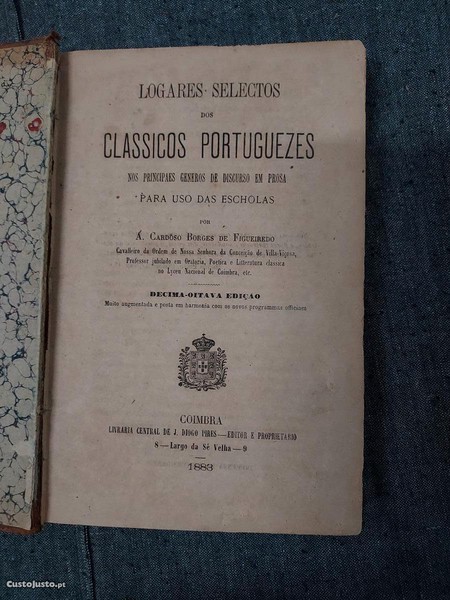 LOGARES SELECTOS
DOS
CLASSICOS PORTUGUEZES
NOS PRINCIPAES GENEROS DE DISCURSO EM PROSA
PARA USO DAS ESCHOLAS
POR
A. CARDOSO BORGES DE FIGUEIREDO
Cavalleiro da Ordem de Nossa Senhora da Conceição de Villa-Viçosa,
Professor jubilado em Oratoria, Poetica e Litteratura classica
no Lyceu Nacional de Coimbra, etc.
DECIMA-OITAVA EDIÇÃO
Muito augmentada e posta em harmonia com os novos programmas officiaes
COIMBRA
LIVRARIA CENTRAL DE J. DIOGO PIRES—EDITOR E PROPRIETARIO
8—Largo da Sé Velha—9
1883
CustoJusto.pt